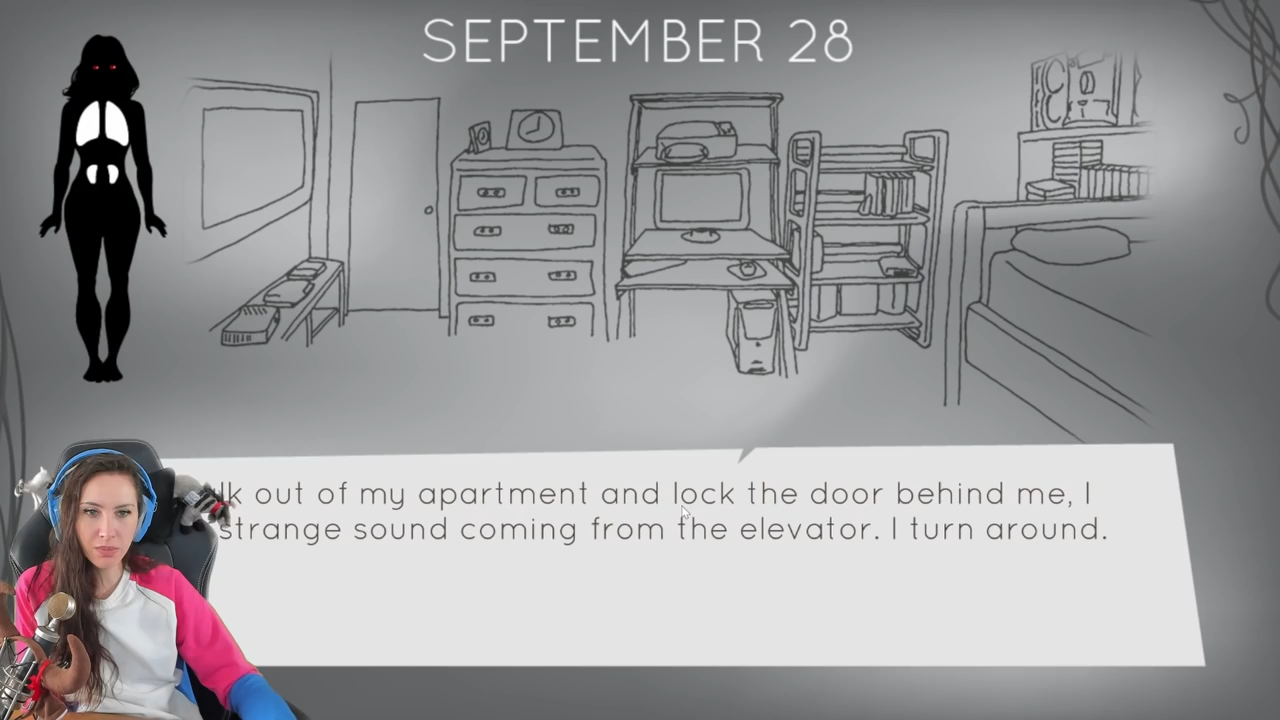 SEPTEMBER 28
out of my apartment and lock the door behind me, I
strange sound coming from the elevator. I turn around.